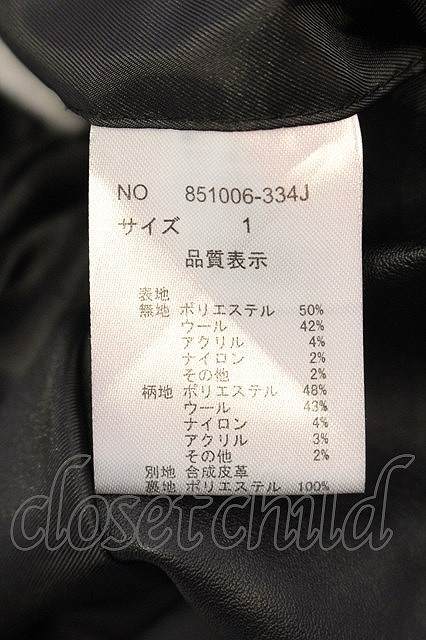 NO 851006-334J
サイズ 1
品質表示
表地
無地 ポリエステル 50%
ウール 42%
アクリル 4%
ナイロン 2%
その他 2%
柄地 ポリエステル 48%
ウール 43%
ナイロン 4%
アクリル 3%
その他 2%
別地 合成皮革
裏地 ポリエステル 100%
closetchild